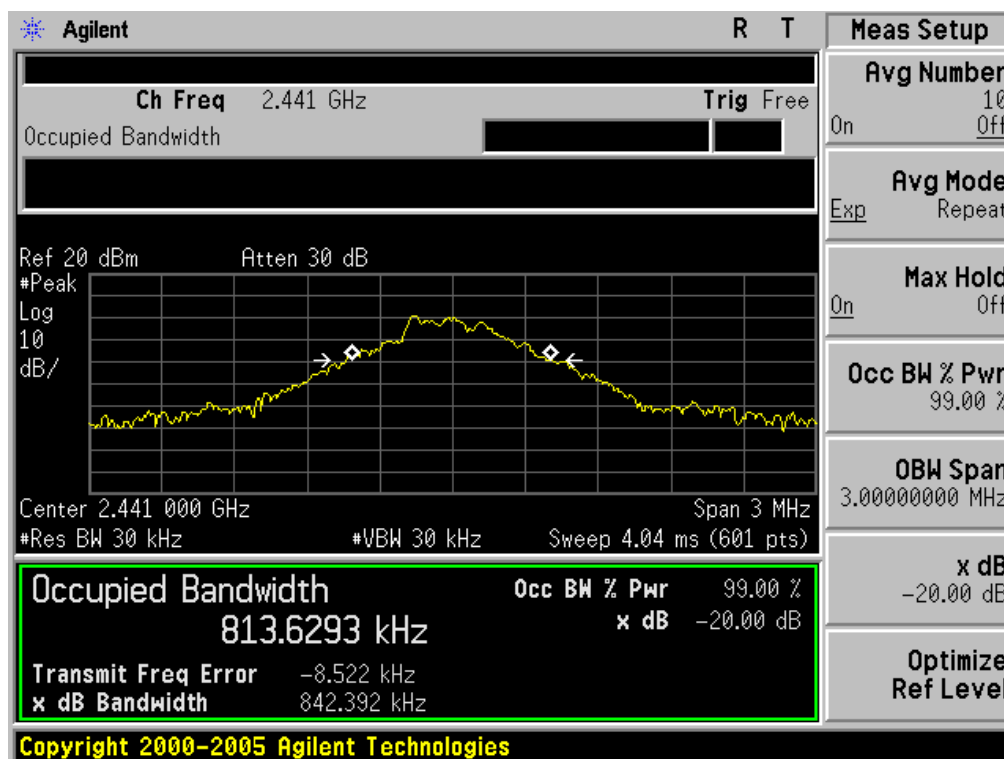 Agilent R T Meas Setup
Ch Freq 2.441 GHz Trig Free
Occupied Bandwidth
Avg Number
10
On Off
Avg Mode
Exp Repeat
Max Hold
On Off
Occ BW % Pwr
99.00 %
OBW Span
3.00000000 MHz
x dB
-20.00 dB
Optimize
Ref Level
Ref 20 dBm Atten 30 dB
#Peak
Log
10
dB/
Center 2.441 000 GHz Span 3 MHz
#Res BW 30 kHz #VBW 30 kHz Sweep 4.04 ms (601 pts)
Occupied Bandwidth Occ BW % Pwr 99.00 %
813.6293 kHz x dB -20.00 dB
Transmit Freq Error -8.522 kHz
x dB Bandwidth 842.392 kHz
Copyright 2000-2005 Agilent Technologies